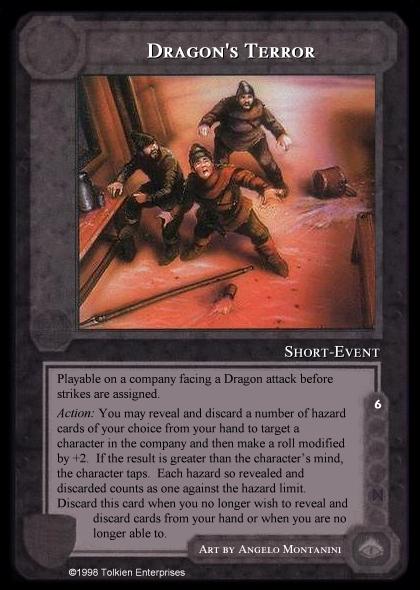 Dragon's Terror
Short-Event
Playable on a company facing a Dragon attack before
strikes are assigned.
Action: You may reveal and discard a number of hazard
cards of your choice from your hand to target a
character in the company and then make a roll modified
by +2. If the result is greater than the character's mind,
the character taps. Each hazard so revealed and
discarded counts as one against the hazard limit.
Discard this card when you no longer wish to reveal and
discard cards from your hand or when you are no
longer able to.
6
Art by Angelo Montanini
©1998 Tolkien Enterprises